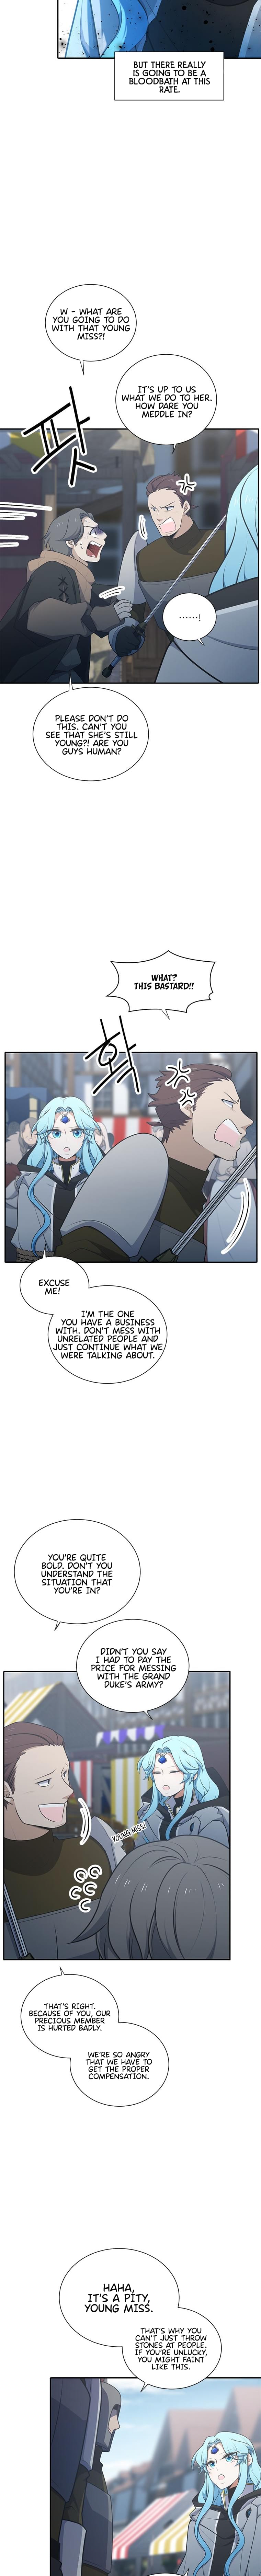 BUT THERE REALLY
IS GOING TO BE A
BLOODBATH AT THIS
RATE.
W - WHAT ARE
YOU GOING TO DO
WITH THAT YOUNG
MISS?!
IT'S UP TO US
WHAT WE DO TO HER.
HOW DARE YOU
MEDDLE IN?
팟
......!
PLEASE DON'T DO
THIS. CAN'T YOU
SEE THAT SHE'S STILL
YOUNG?! ARE YOU
GUYS HUMAN?
WHAT?
THIS BASTARD!!
확
EXCUSE
ME!
I'M THE ONE
YOU HAVE A BUSINESS
WITH. DON'T MESS WITH
UNRELATED PEOPLE AND
JUST CONTINUE WHAT WE
WERE TALKING ABOUT.
YOU'RE QUITE
BOLD. DON'T YOU
UNDERSTAND THE
SITUATION THAT
YOU'RE IN?
DIDN'T YOU SAY
I HAD TO PAY THE
PRICE FOR MESSING
WITH THE GRAND
DUKE'S ARMY?
YOUNG MISS!
THAT'S RIGHT.
BECAUSE OF YOU, OUR
PRECIOUS MEMBER
IS HURTED BADLY.
WE'RE SO ANGRY
THAT WE HAVE TO
GET THE PROPER
COMPENSATION.
HAHA,
IT'S A PITY,
YOUNG MISS.
THAT'S WHY YOU
CAN'T JUST THROW
STONES AT PEOPLE.
IF YOU'RE UNLUCKY,
YOU MIGHT FAINT
LIKE THIS.